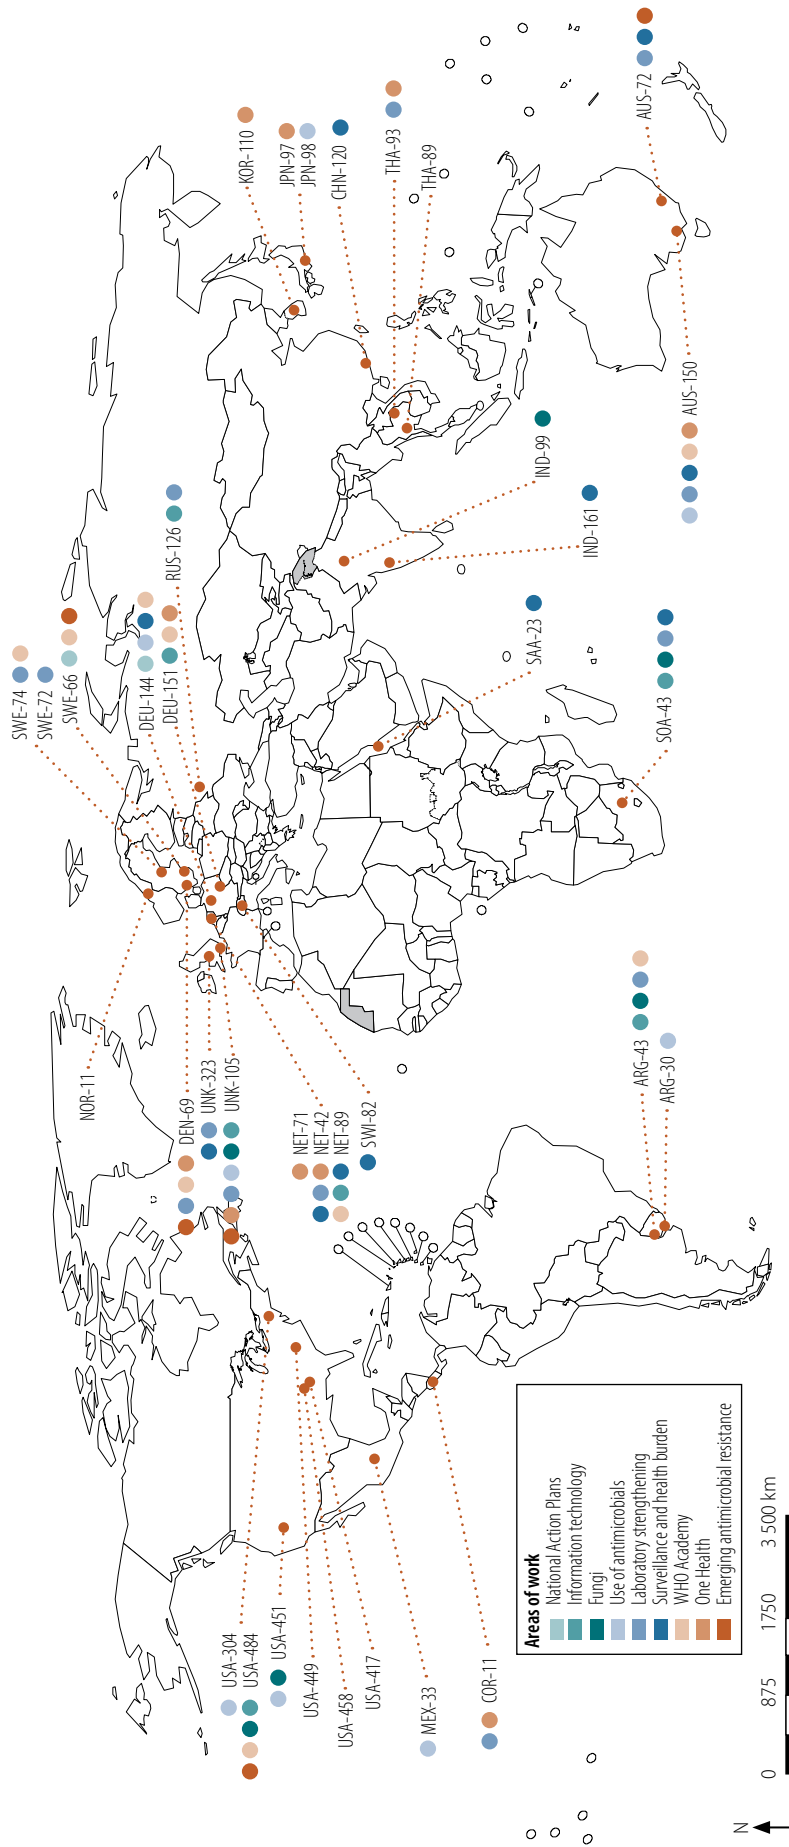 SWE-74
SWE-72
SWE-66
DEU-144
DEU-151
RUS-126
NOR-11
DEN-69
UNK-323
UNK-105
NET-71
NET-42
NET-89
SWI-82
KOR-110
JPN-97
JPN-98
CHN-120
THA-93
THA-89
IND-99
IND-161
SAA-23
SOA-43
AUS-72
AUS-150
ARG-43
ARG-30
USA-304
USA-484
USA-451
USA-449
USA-458
USA-417
MEX-33
COR-11
Areas of work
National Action Plans
Information technology
Fungi
Use of antimicrobials
Laboratory strengthening
Surveillance and health burden
WHO Academy
One Health
Emerging antimicrobial resistance
N
0 875 1750 3 500 km